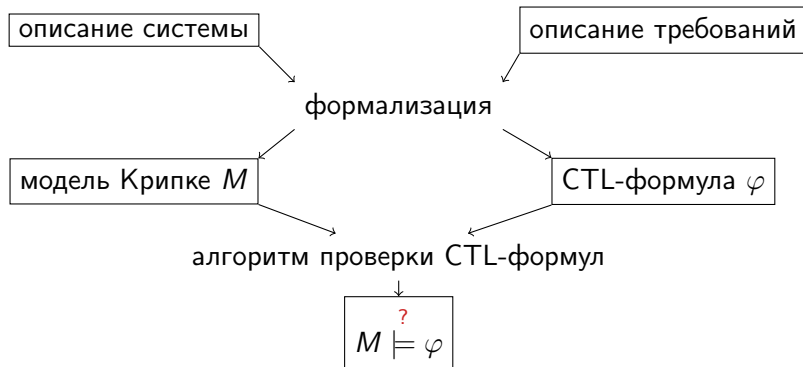 описание системы
описание требований
формализация
модель Крипке M
CTL-формула φ
алгоритм проверки CTL-формул
?
M ⊨ φ